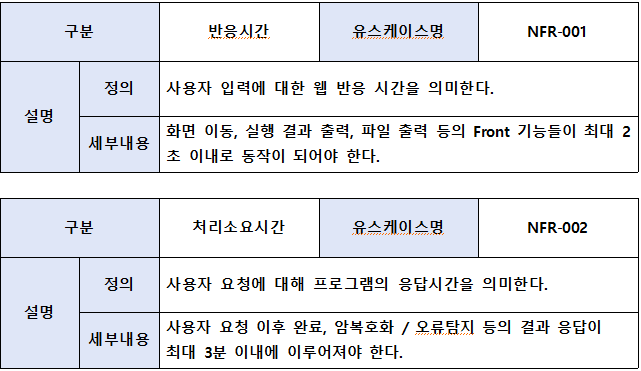 구분 반응시간 유스케이스명 NFR-001
설명 정의 사용자 입력에 대한 웹 반응 시간을 의미한다.
세부내용 화면 이동, 실행 결과 출력, 파일 출력 등의 Front 기능들이 최대 2
초 이내로 동작이 되어야 한다.
구분 처리소요시간 유스케이스명 NFR-002
설명 정의 사용자 요청에 대해 프로그램의 응답시간을 의미한다.
세부내용 사용자 요청 이후 완료, 암복호화 / 오류탐지 등의 결과 응답이
최대 3분 이내에 이루어져야 한다.